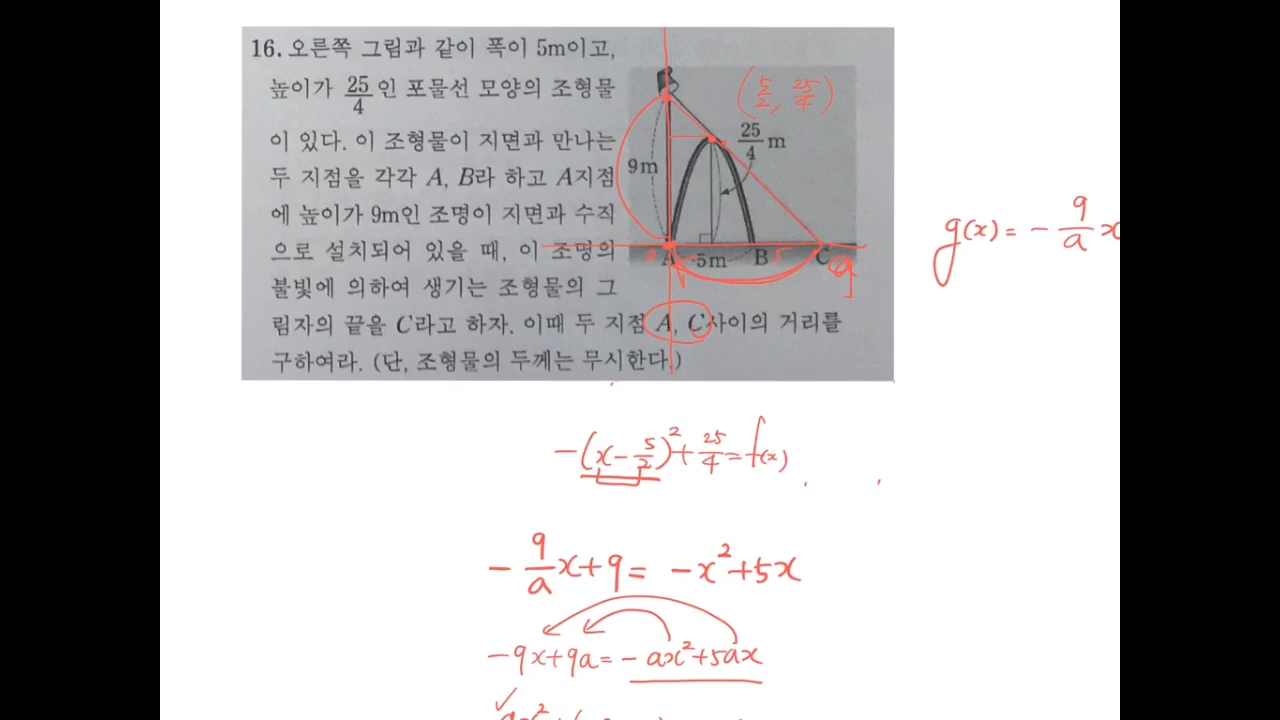 16. 오른쪽 그림과 같이 폭이 5m이고,
높이가 25/4인 포물선 모양의 조형물
이 있다. 이 조형물이 지면과 만나는
두 지점을 각각 A, B라 하고 A지점
에 높이가 9m인 조명이 지면과 수직
으로 설치되어 있을 때, 이 조명의
불빛에 의하여 생기는 조형물의 그
림자의 끝을 C라고 하자. 이때 두 지점 A, C사이의 거리를
구하여라. (단, 조형물의 두께는 무시한다.)
(5/2, 25/4)
25/4 m
9m
A 5m B 5 C a
g(x) = - 9/a x
-(x - 5/2)² + 25/4 = f(x)
- 9/a x + 9 = -x² + 5x
-9x + 9a = -ax² + 5ax